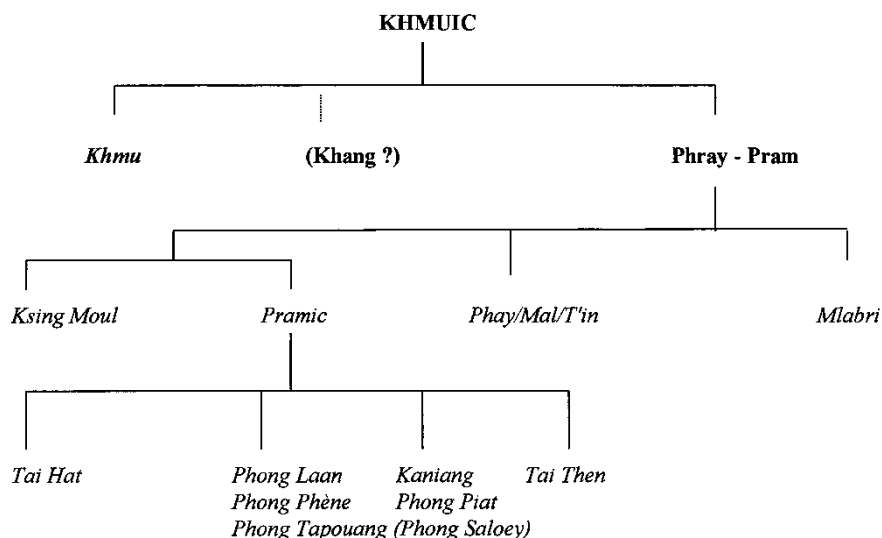 KHMUIC
Khmu (Khang ?) Phray - Pram
Ksing Moul Pramic Phay/Mal/T'in Mlabri
Tai Hat Phong Laan Kaniang Tai Then
Phong Phène Phong Piat
Phong Tapouang (Phong Saloey)